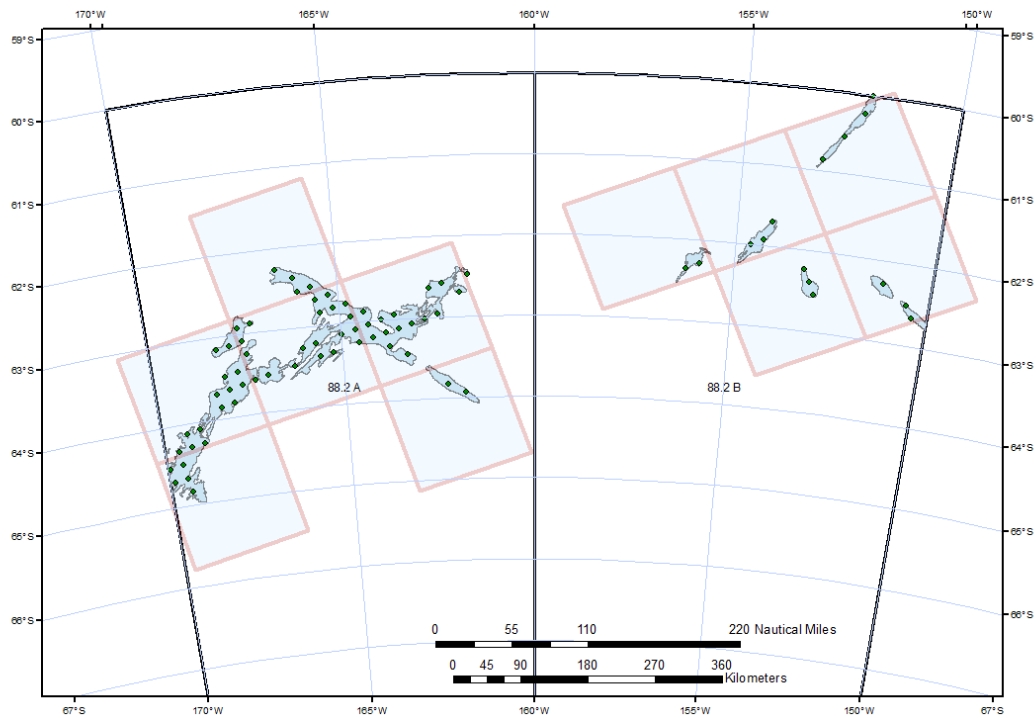 170°W 165°W 160°W 155°W 150°W
59°S 59°S
60°S 60°S
61°S 61°S
62°S 62°S
63°S 63°S
88.2 A 88.2 B
64°S 64°S
65°S 65°S
66°S 66°S
0 55 110 220 Nautical Miles
0 45 90 180 270 360
Kilometers
67°S 170°W 165°W 160°W 155°W 150°W 67°S